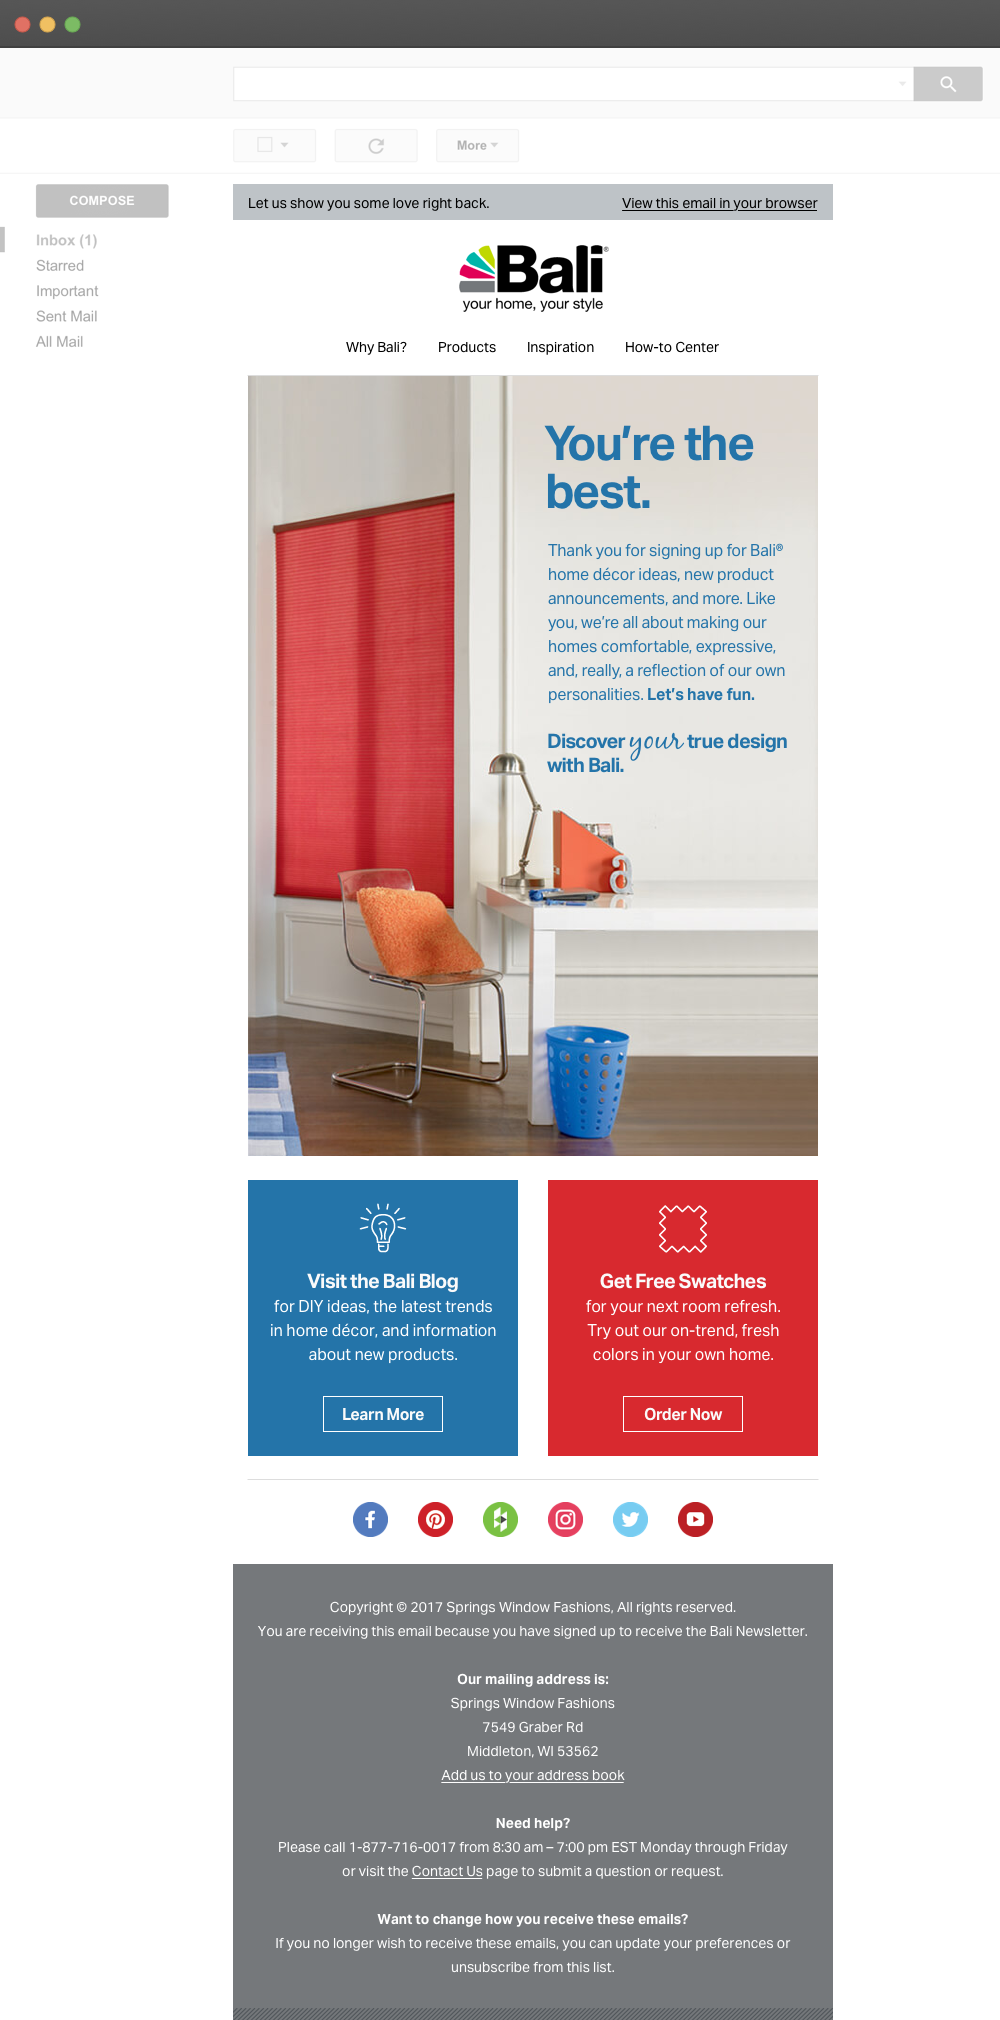 More
COMPOSE
Inbox (1)
Starred
Important
Sent Mail
All Mail
Let us show you some love right back.
View this email in your browser
Bali®
your home, your style
Why Bali?
Products
Inspiration
How-to Center
You're the
best.
Thank you for signing up for Bali®
home décor ideas, new product
announcements, and more. Like
you, we're all about making our
homes comfortable, expressive,
and, really, a reflection of our own
personalities. Let's have fun.
Discover your true design
with Bali.
a
Visit the Bali Blog
for DIY ideas, the latest trends
in home décor, and information
about new products.
Learn More
Get Free Swatches
for your next room refresh.
Try out our on-trend, fresh
colors in your own home.
Order Now
Copyright © 2017 Springs Window Fashions, All rights reserved.
You are receiving this email because you have signed up to receive the Bali Newsletter.
Our mailing address is:
Springs Window Fashions
7549 Graber Rd
Middleton, WI 53562
Add us to your address book
Need help?
Please call 1-877-716-0017 from 8:30 am – 7:00 pm EST Monday through Friday
or visit the Contact Us page to submit a question or request.
Want to change how you receive these emails?
If you no longer wish to receive these emails, you can update your preferences or
unsubscribe from this list.